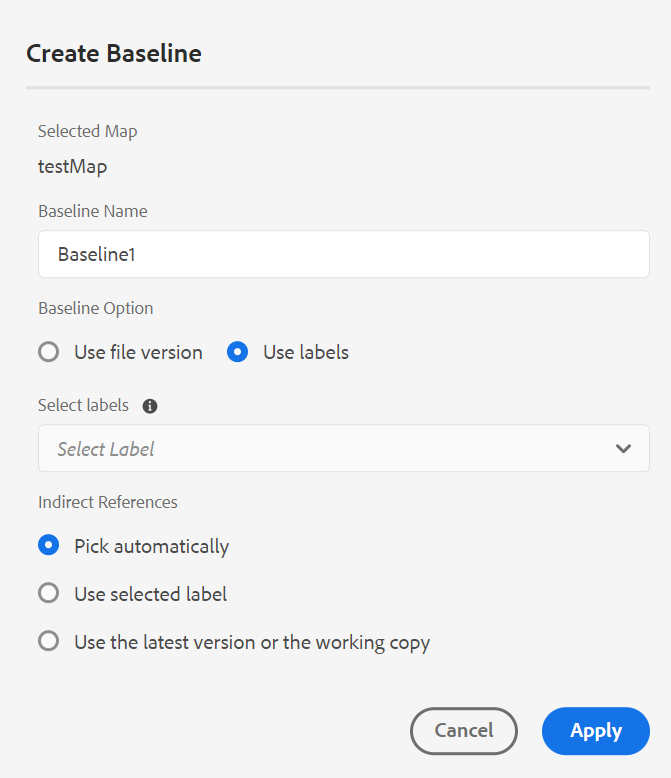 Create Baseline
Selected Map
testMap
Baseline Name
Baseline1
Baseline Option
Use file version Use labels
Select labels
Select Label
Indirect References
Pick automatically
Use selected label
Use the latest version or the working copy
Cancel Apply